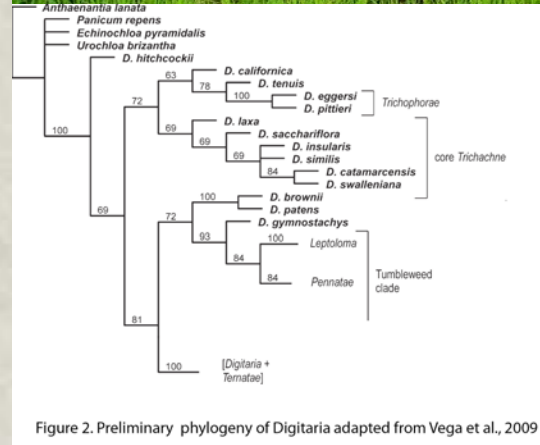 Anthaenantia lanata
Panicum repens
Echinochloa pyramidalis
Urochloa brizantha
D. hitchcockii
63
D. californica
78
D. tenuis
100
D. eggersi
D. pittieri
Trichophorae
72
100
69
D. laxa
69
D. sacchariflora
69
D. insularis
D. similis
84
D. catamarcensis
D. swalleniana
core Trichachne
69
72
100
D. brownii
D. patens
93
D. gymnostachys
100
Leptoloma
84
84
Pennatae
Tumbleweed
clade
81
100
[Digitaria +
Ternatae]
Figure 2. Preliminary phylogeny of Digitaria adapted from Vega et al., 2009